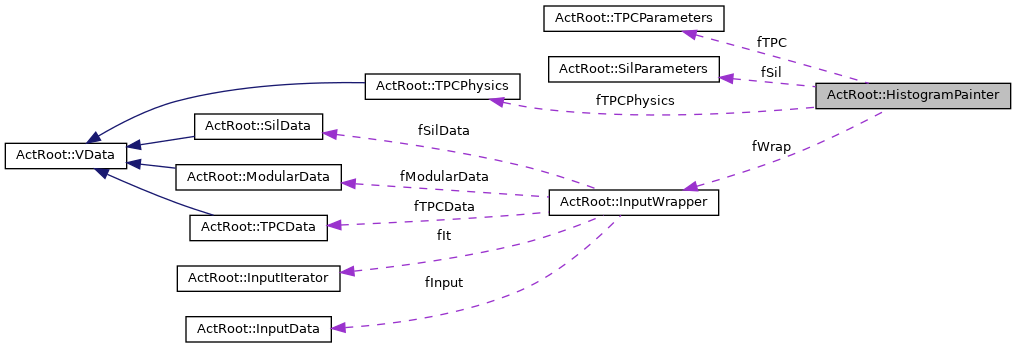 ActRoot::TPCParameters
fTPC
ActRoot::SilParameters
fSil
ActRoot::TPCPhysics
ActRoot::HistogramPainter
fTPCPhysics
ActRoot::SilData
fSilData
ActRoot::VData
fWrap
ActRoot::ModularData
fModularData
ActRoot::InputWrapper
fTPCData
ActRoot::TPCData
fIt
ActRoot::InputIterator
fInput
ActRoot::InputData